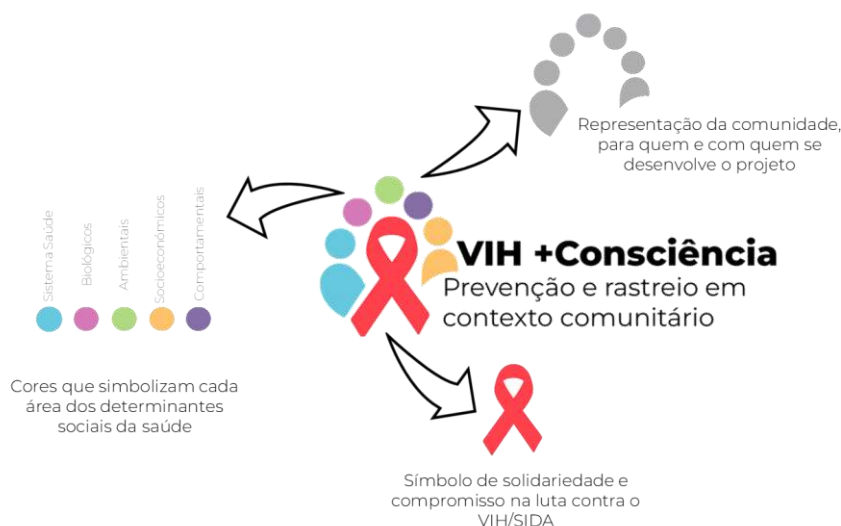 Representação da comunidade,
para quem e com quem se
desenvolve o projeto
Sistema Saúde
Biológicos
Ambientais
Socioeconómicos
Comportamentais
Cores que simbolizam cada
área dos determinantes
sociais da saúde
VIH +Consciência
Prevenção e rastreio em
contexto comunitário
Símbolo de solidariedade e
compromisso na luta contra o
VIH/SIDA